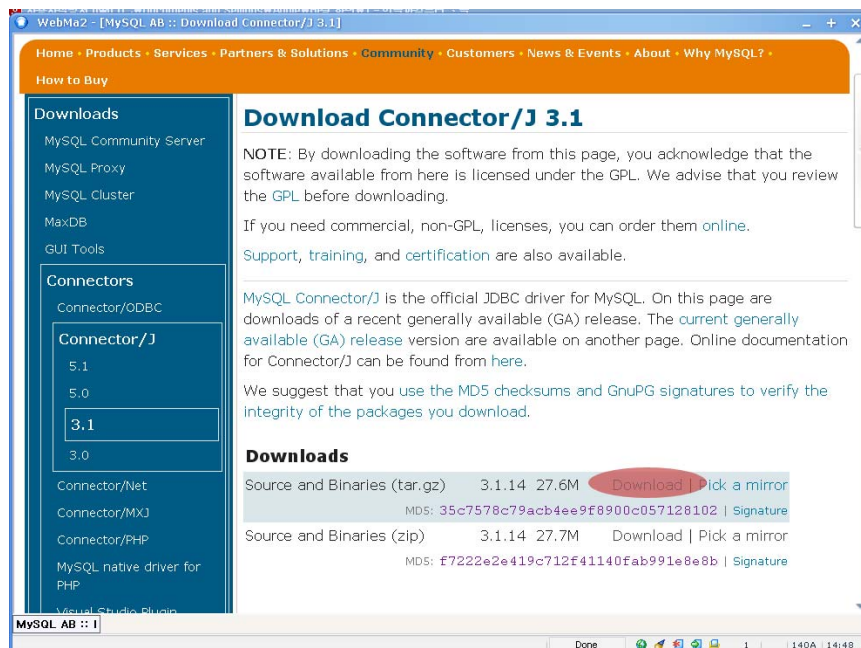 WebMa2 - [MySQL AB :: Download Connector/J 3.1]
Home • Products • Services • Partners & Solutions • Community • Customers • News & Events • About • Why MySQL? •
How to Buy
Downloads
MySQL Community Server
MySQL Proxy
MySQL Cluster
MaxDB
GUI Tools
Connectors
Connector/ODBC
Connector/J
5.1
5.0
3.1
3.0
Connector/Net
Connector/MXJ
Connector/PHP
MySQL native driver for
PHP
Visual Studio Plugin
Download Connector/J 3.1
NOTE: By downloading the software from this page, you acknowledge that the
software available from here is licensed under the GPL. We advise that you review
the GPL before downloading.
If you need commercial, non-GPL, licenses, you can order them online.
Support, training, and certification are also available.
MySQL Connector/J is the official JDBC driver for MySQL. On this page are
downloads of a recent generally available (GA) release. The current generally
available (GA) release version are available on another page. Online documentation
for Connector/J can be found from here.
We suggest that you use the MD5 checksums and GnuPG signatures to verify the
integrity of the packages you download.
Downloads
Source and Binaries (tar.gz) 3.1.14 27.6M Download | Pick a mirror
MD5: 35c7578c79acb4ee9f8900c057128102 | Signature
Source and Binaries (zip) 3.1.14 27.7M Download | Pick a mirror
MD5: f7222e2e419c712f41140fab991e8e8b | Signature
MySQL AB :: I
Done 1 140A 14:48